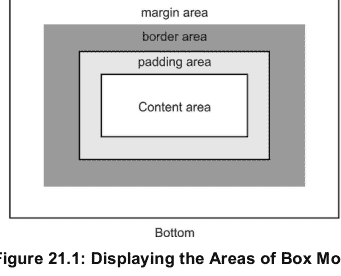 margin area
border area
padding area
Content area
Bottom
Figure 21.1: Displaying the Areas of Box Mo